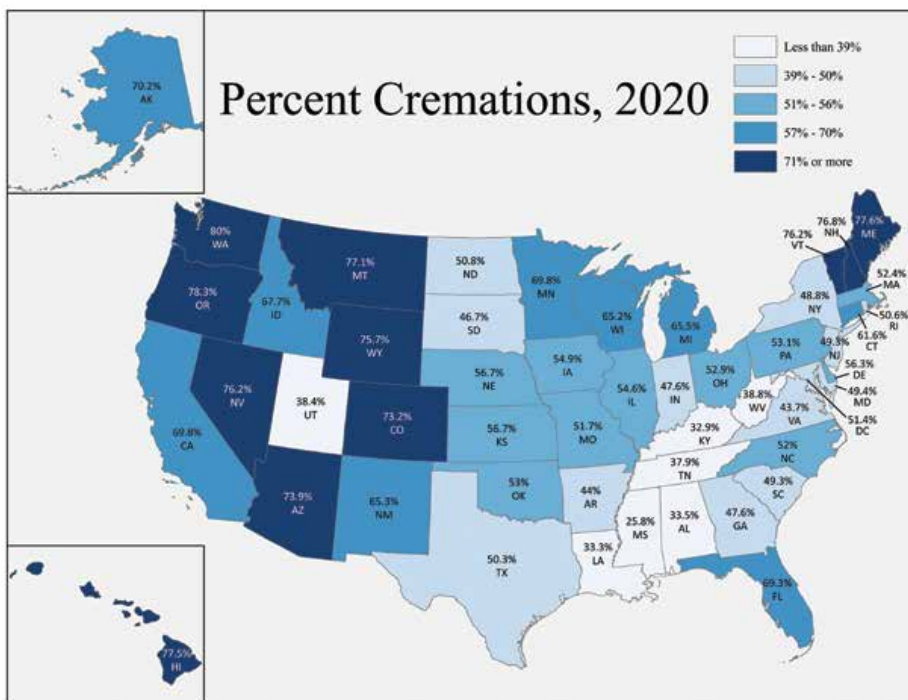 Percent Cremations, 2020
Less than 39%
39% - 50%
51% - 56%
57% - 70%
71% or more
70.2%
AK
80%
WA
78.3%
OR
67.7%
ID
77.1%
MT
75.7%
WY
76.2%
NV
38.4%
UT
73.2%
CO
69.8%
CA
73.9%
AZ
65.3%
NM
50.8%
ND
46.7%
SD
56.7%
NE
56.7%
KS
53%
OK
50.3%
TX
69.8%
MN
54.9%
IA
51.7%
MO
44%
AR
33.3%
LA
65.2%
WI
54.6%
IL
65.5%
MI
47.6%
IN
52.9%
OH
32.9%
KY
37.9%
TN
25.8%
MS
33.5%
AL
47.6%
GA
69.3%
FL
49.3%
SC
52%
NC
43.7%
VA
38.8%
WV
53.1%
PA
48.8%
NY
76.2%
VT
76.8%
NH
77.6%
ME
52.4%
MA
50.6%
RI
61.6%
CT
49.3%
NJ
56.3%
DE
49.4%
MD
51.4%
DC
77.5%
HI